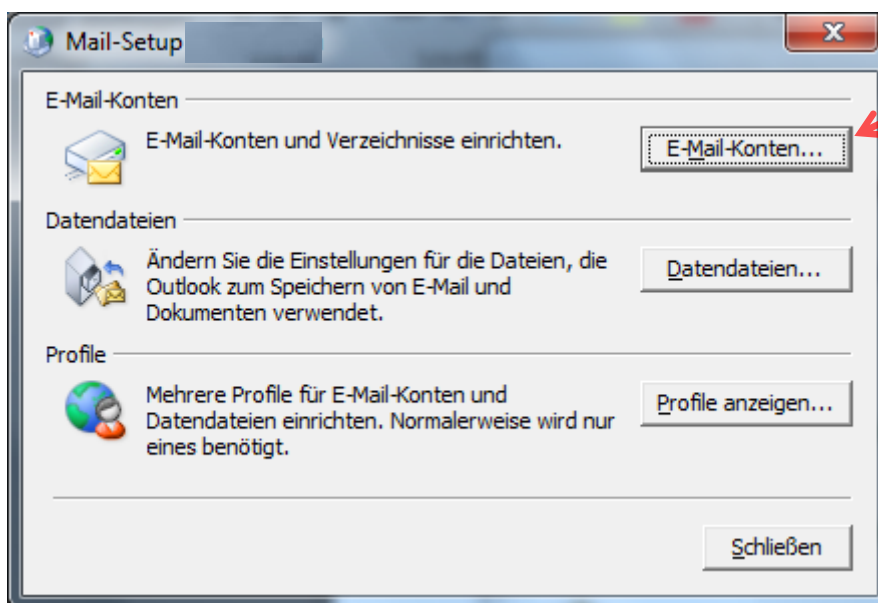 Mail-Setup
E-Mail-Konten
E-Mail-Konten und Verzeichnisse einrichten.
E-Mail-Konten...
Datendateien
Ändern Sie die Einstellungen für die Dateien, die
Outlook zum Speichern von E-Mail und
Dokumenten verwendet.
Datendateien...
Profile
Mehrere Profile für E-Mail-Konten und
Datendateien einrichten. Normalerweise wird nur
eines benötigt.
Profile anzeigen...
Schließen